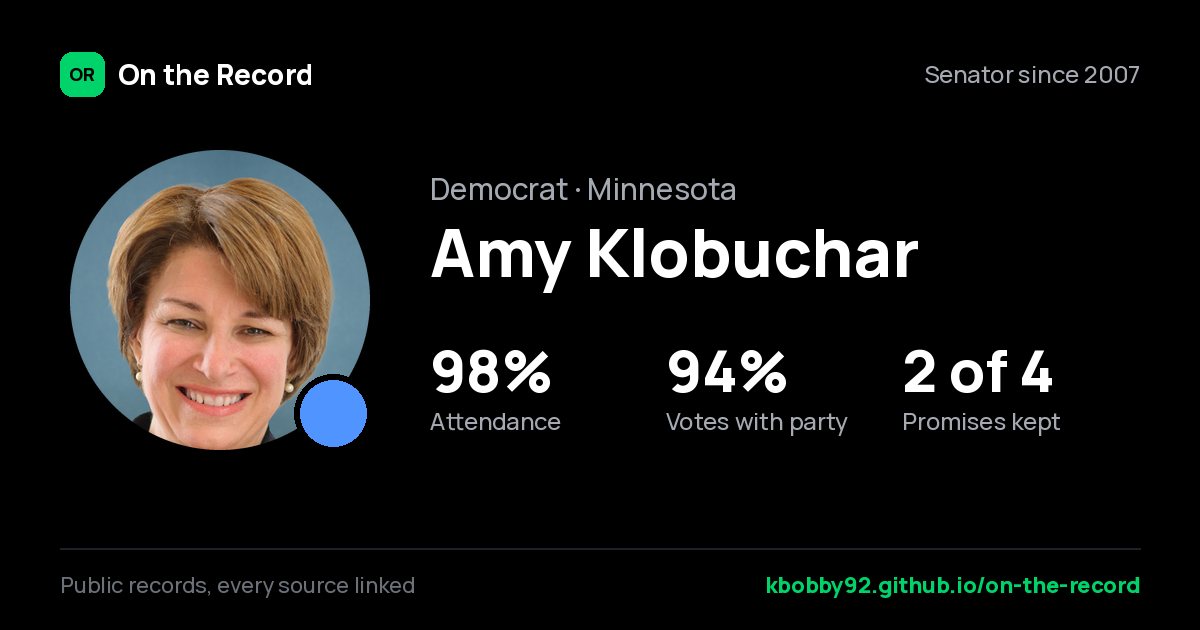 OR On the Record
Senator since 2007
Democrat · Minnesota
Amy Klobuchar
98% 94% 2 of 4
Attendance Votes with party Promises kept
Public records, every source linked
kbobby92.github.io/on-the-record